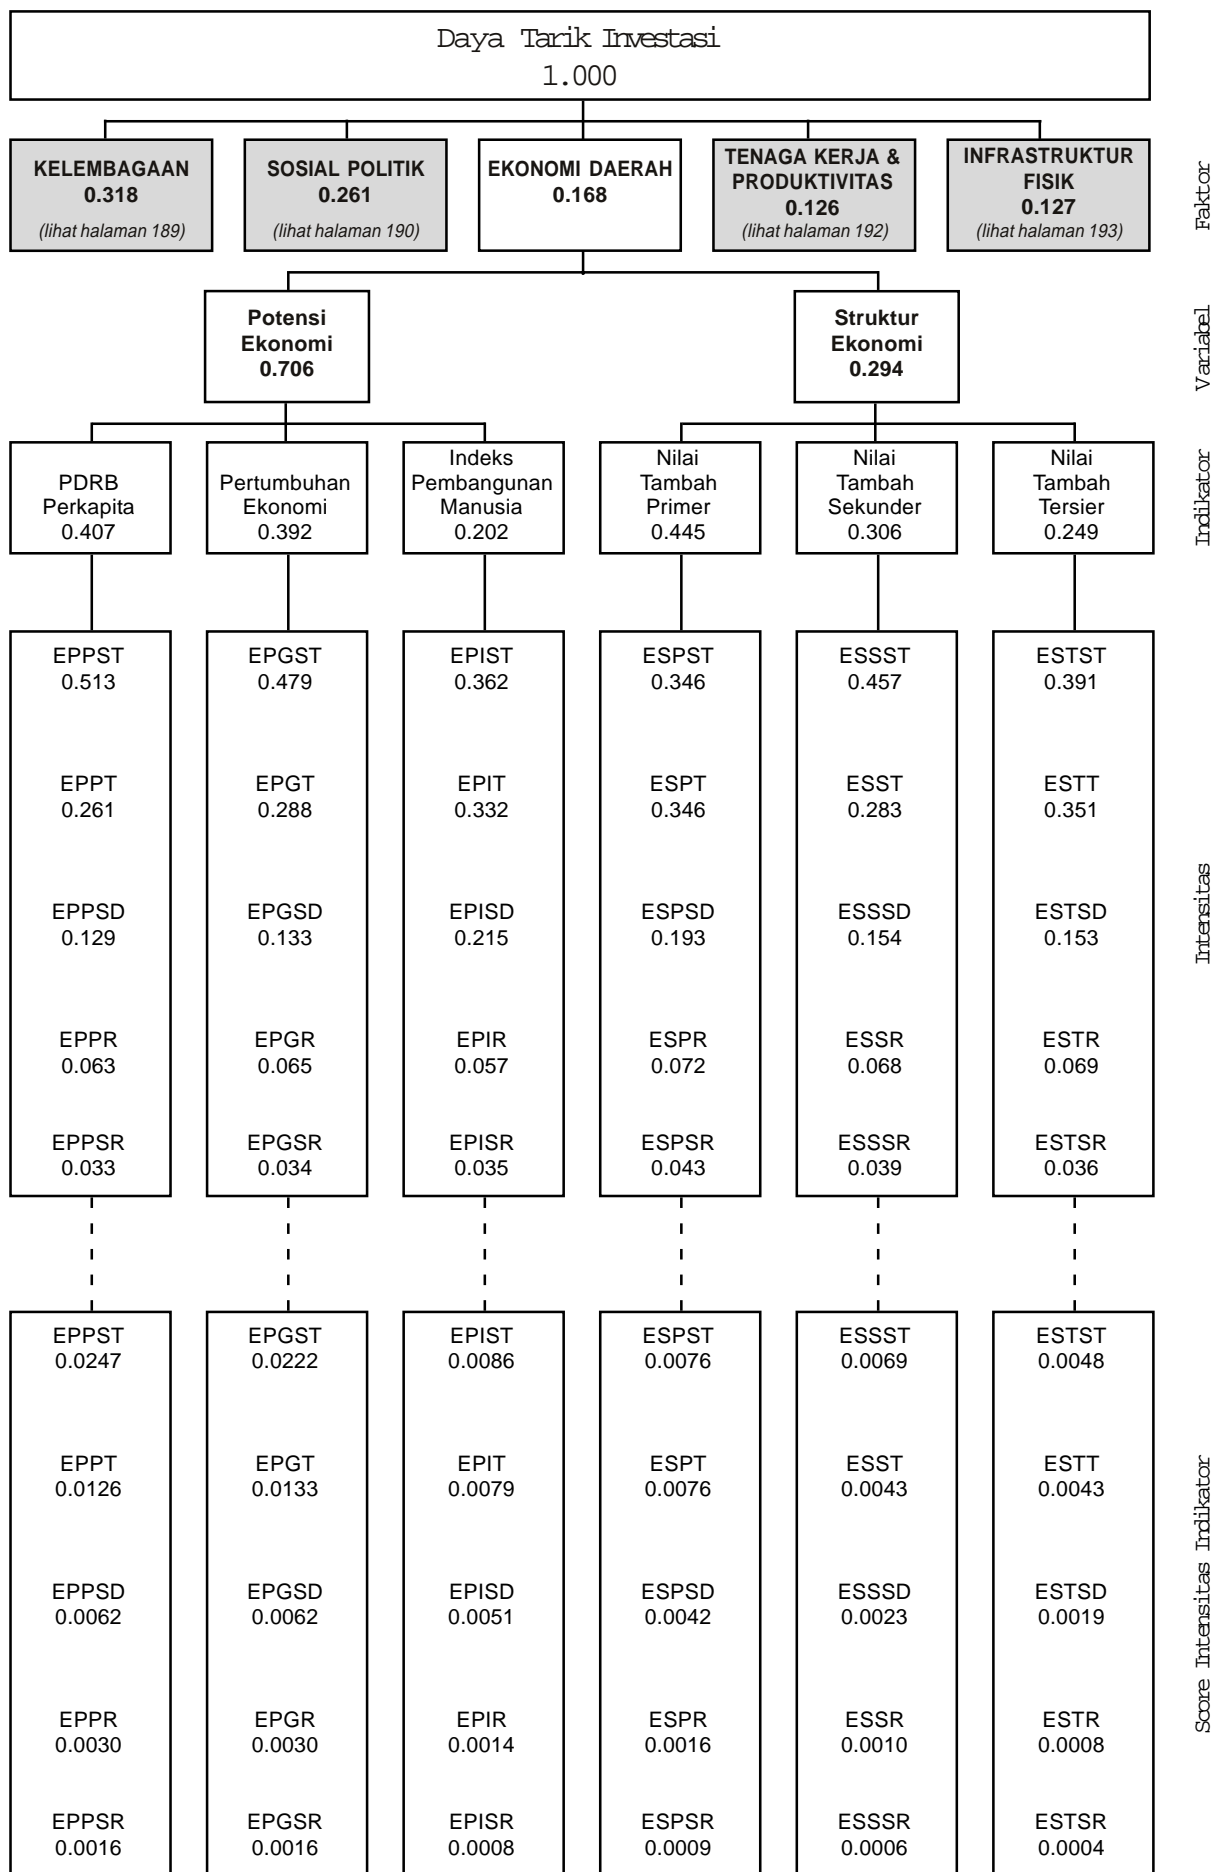 Daya Tarik Investasi
1.000
KELEMBAGAAN
0.318
(lihat halaman 189)
SOSIAL POLITIK
0.261
(lihat halaman 190)
EKONOMI DAERAH
0.168
TENAGA KERJA &
PRODUKTIVITAS
0.126
(lihat halaman 192)
INFRASTRUKTUR
FISIK
0.127
(lihat halaman 193)
Faktor
Potensi
Ekonomi
0.706
Struktur
Ekonomi
0.294
Variabel
PDRB
Perkapita
0.407
Pertumbuhan
Ekonomi
0.392
Indeks
Pembangunan
Manusia
0.202
Nilai
Tambah
Primer
0.445
Nilai
Tambah
Sekunder
0.306
Nilai
Tambah
Tersier
0.249
Indikator
EPPST
0.513
EPPT
0.261
EPPSD
0.129
EPPR
0.063
EPPSR
0.033
EPGST
0.479
EPGT
0.288
EPGSD
0.133
EPGR
0.065
EPGSR
0.034
EPIST
0.362
EPIT
0.332
EPISD
0.215
EPIR
0.057
EPISR
0.035
ESPST
0.346
ESPT
0.346
ESPSD
0.193
ESPR
0.072
ESPSR
0.043
ESSST
0.457
ESST
0.283
ESSSD
0.154
ESSR
0.068
ESSSR
0.039
ESTST
0.391
ESTT
0.351
ESTSD
0.153
ESTR
0.069
ESTSR
0.036
Intensitas
EPPST
0.0247
EPPT
0.0126
EPPSD
0.0062
EPPR
0.0030
EPPSR
0.0016
EPGST
0.0222
EPGT
0.0133
EPGSD
0.0062
EPGR
0.0030
EPGSR
0.0016
EPIST
0.0086
EPIT
0.0079
EPISD
0.0051
EPIR
0.0014
EPISR
0.0008
ESPST
0.0076
ESPT
0.0076
ESPSD
0.0042
ESPR
0.0016
ESPSR
0.0009
ESSST
0.0069
ESST
0.0043
ESSSD
0.0023
ESSR
0.0010
ESSSR
0.0006
ESTST
0.0048
ESTT
0.0043
ESTSD
0.0019
ESTR
0.0008
ESTSR
0.0004
Score Intensitas Indikator